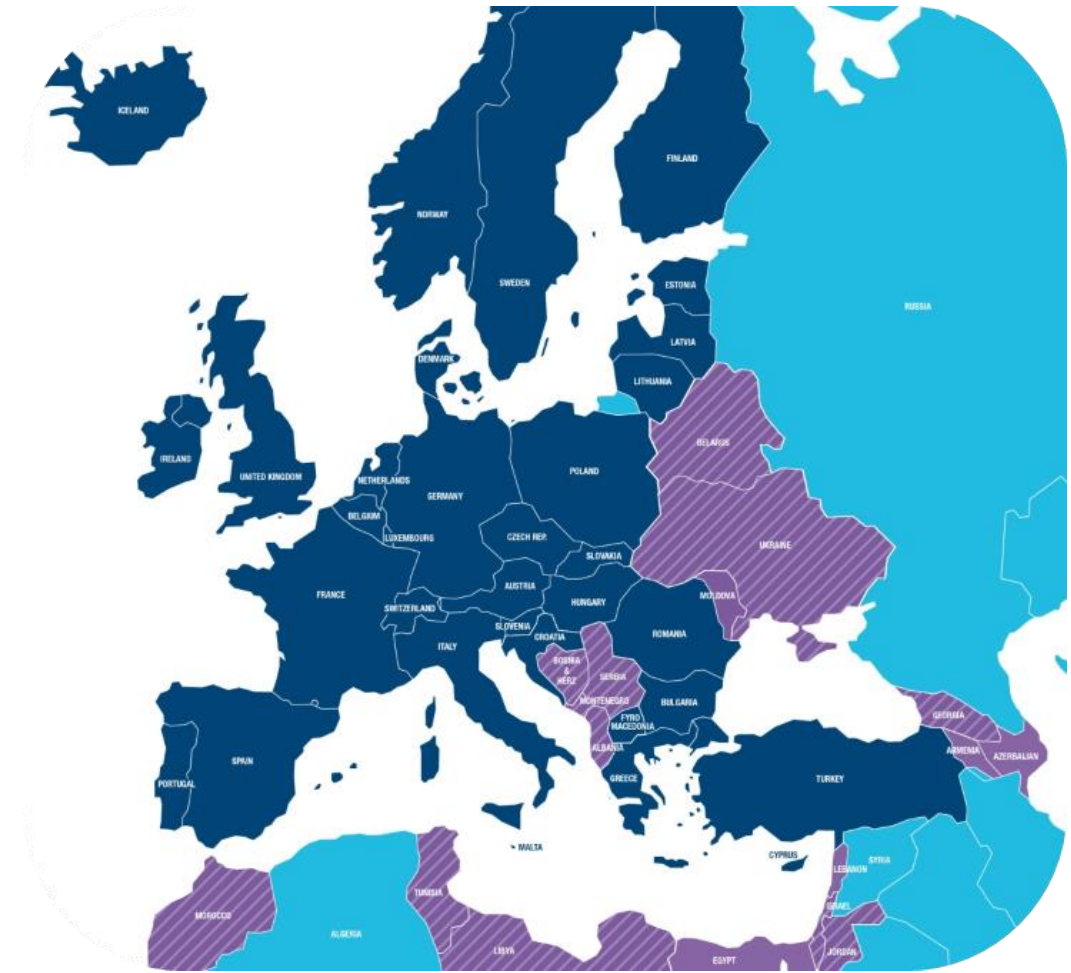 ICELAND
FINLAND
NORWAY
SWEDEN
ESTONIA
RUSSIA
LATVIA
DENMARK
LITHUANIA
BELARUS
IRELAND
UNITED KINGDOM
NETHERLANDS
POLAND
GERMANY
BELGIUM
LUXEMBOURG
CZECH REP.
UKRAINE
SLOVAKIA
AUSTRIA
FRANCE
MOLDOVA
HUNGARY
SWITZERLAND
SLOVENIA
CROATIA
ROMANIA
ITALY
BOSNIA
&
HERZ
SERBIA
MONTENEGRO
BULGARIA
FYRO
MACEDONIA
GEORGIA
ALBANIA
ARMENIA
AZERBAIJAN
SPAIN
PORTUGAL
GREECE
TURKEY
MALTA
CYPRUS
SYRIA
LEBANON
TUNISIA
ISRAEL
MOROCCO
ALGERIA
LIBYA
JORDAN
EGYPT